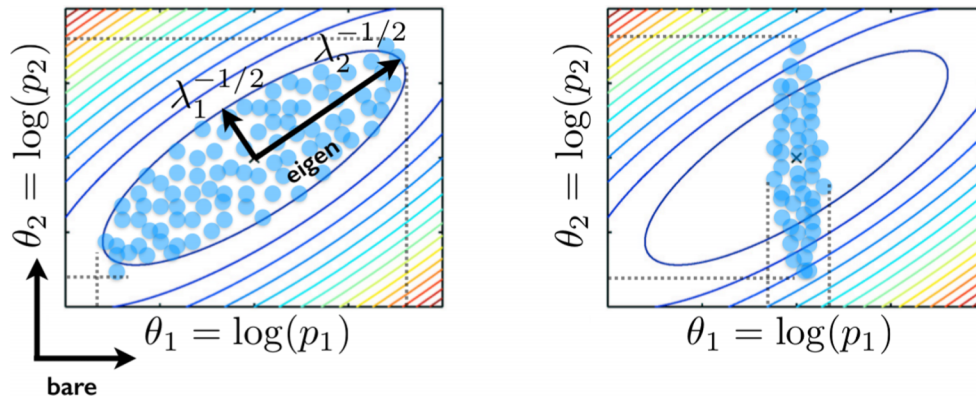 λ₂^{-1/2}
λ₁^{-1/2}
eigen
θ₂ = log(p₂)
θ₁ = log(p₁)
bare
θ₂ = log(p₂)
θ₁ = log(p₁)